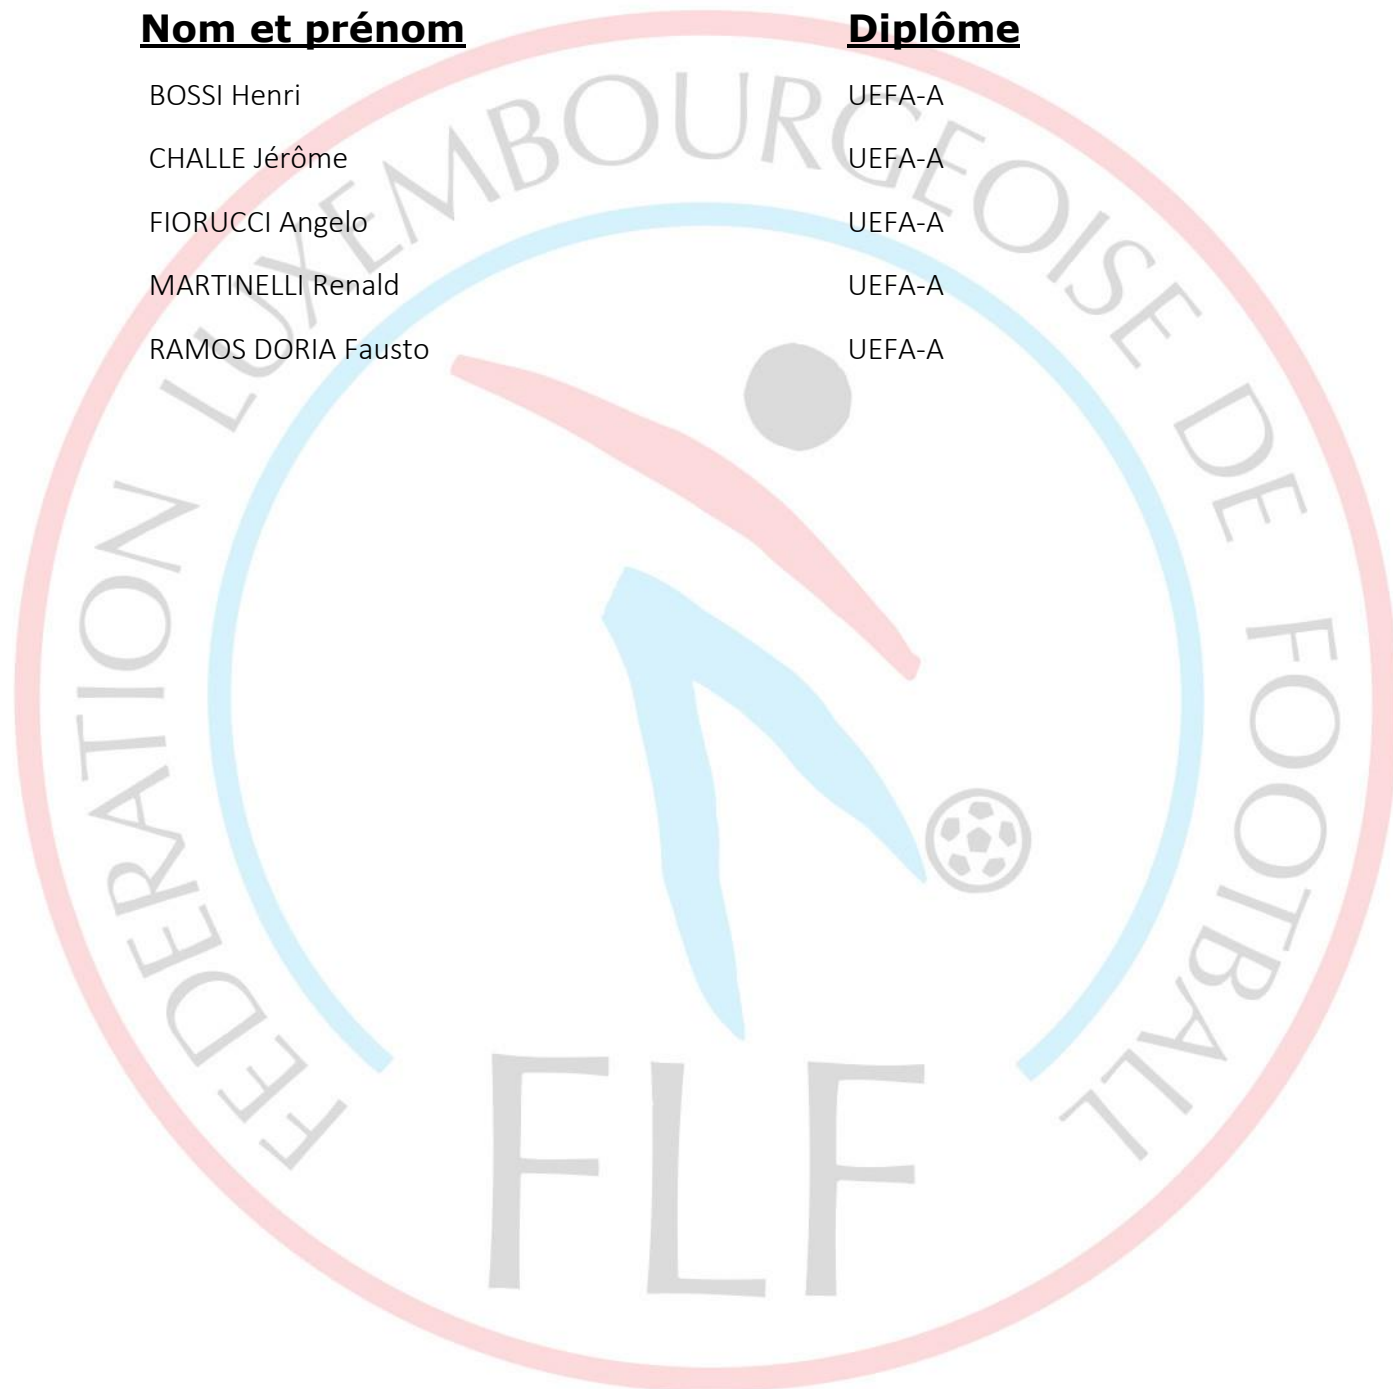 Nom et prénom Diplôme
BOSSI Henri UEFA-A
CHALLE Jérôme UEFA-A
FIORUCCI Angelo UEFA-A
MARTINELLI Renald UEFA-A
RAMOS DORIA Fausto UEFA-A
FEDERATION LUXEMBOURGEOISE DE FOOTBALL
FLF